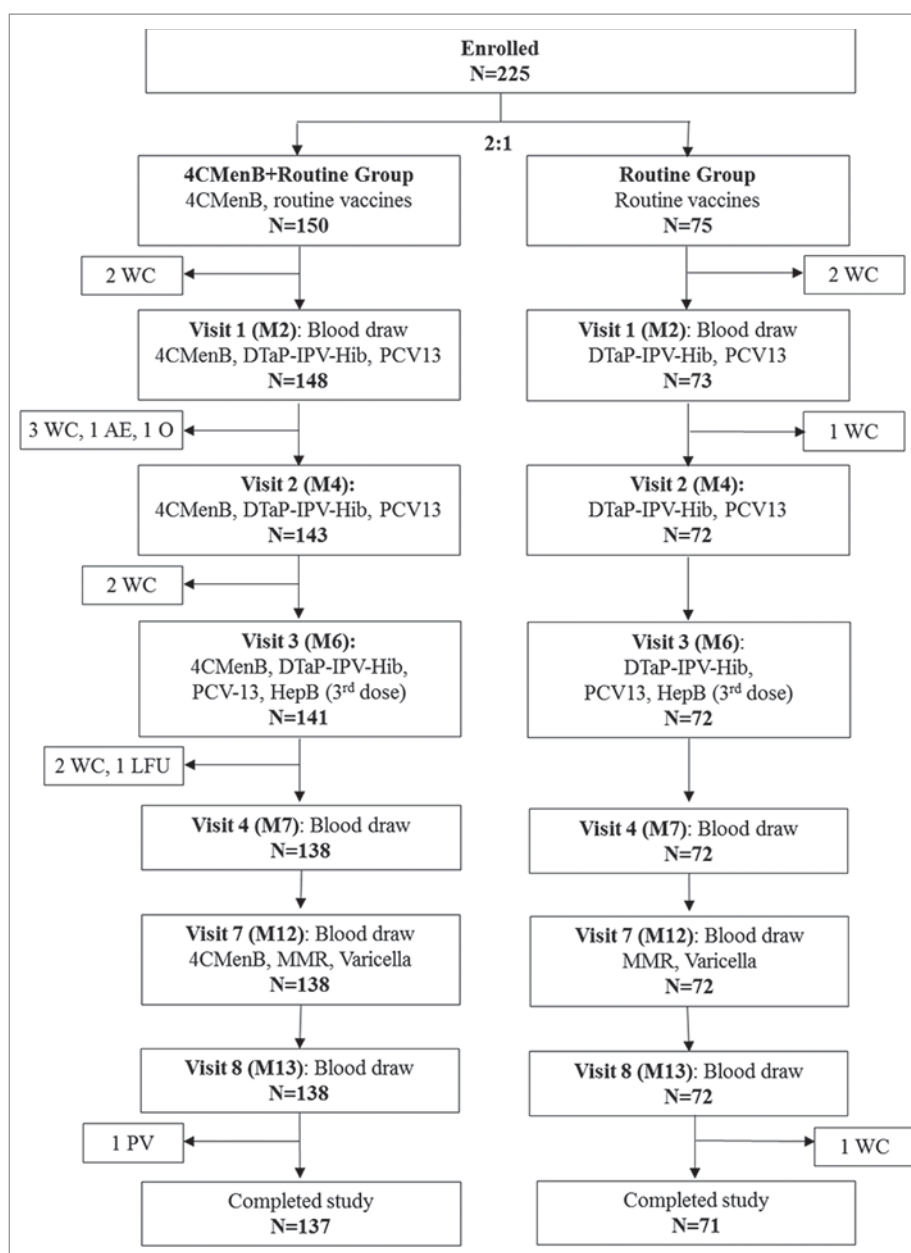 Enrolled
N=225
2:1
4CMenB+Routine Group
4CMenB, routine vaccines
N=150
Routine Group
Routine vaccines
N=75
2 WC
2 WC
Visit 1 (M2): Blood draw
4CMenB, DTaP-IPV-Hib, PCV13
N=148
Visit 1 (M2): Blood draw
DTaP-IPV-Hib, PCV13
N=73
3 WC, 1 AE, 1 O
1 WC
Visit 2 (M4):
4CMenB, DTaP-IPV-Hib, PCV13
N=143
Visit 2 (M4):
DTaP-IPV-Hib, PCV13
N=72
2 WC
Visit 3 (M6):
4CMenB, DTaP-IPV-Hib,
PCV-13, HepB (3rd dose)
N=141
Visit 3 (M6):
DTaP-IPV-Hib,
PCV13, HepB (3rd dose)
N=72
2 WC, 1 LFU
Visit 4 (M7): Blood draw
N=138
Visit 4 (M7): Blood draw
N=72
Visit 7 (M12): Blood draw
4CMenB, MMR, Varicella
N=138
Visit 7 (M12): Blood draw
MMR, Varicella
N=72
Visit 8 (M13): Blood draw
N=138
Visit 8 (M13): Blood draw
N=72
1 PV
1 WC
Completed study
N=137
Completed study
N=71